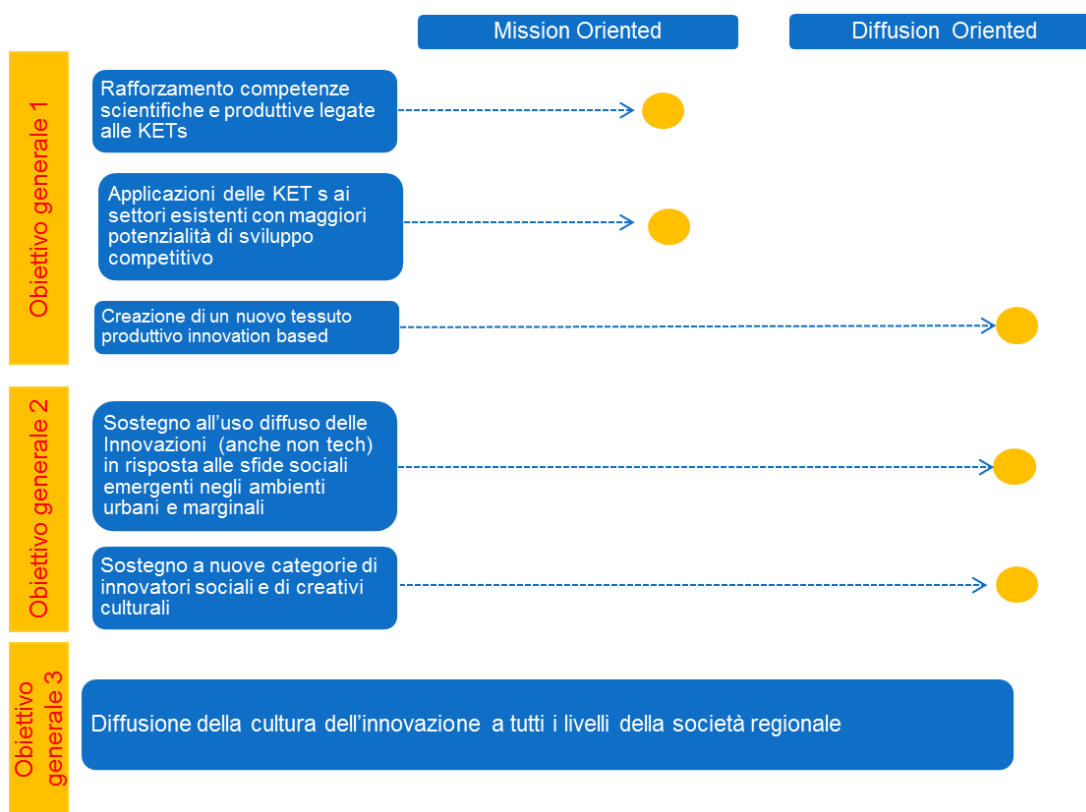 Mission Oriented
Diffusion Oriented
Obiettivo generale 1
Rafforzamento competenze
scientifiche e produttive legate
alle KETs
Applicazioni delle KET s ai
settori esistenti con maggiori
potenzialità di sviluppo
competitivo
Creazione di un nuovo tessuto
produttivo innovation based
Obiettivo generale 2
Sostegno all'uso diffuso delle
Innovazioni (anche non tech)
in risposta alle sfide sociali
emergenti negli ambienti
urbani e marginali
Sostegno a nuove categorie di
innovatori sociali e di creativi
culturali
Obiettivo
generale 3
Diffusione della cultura dell'innovazione a tutti i livelli della società regionale